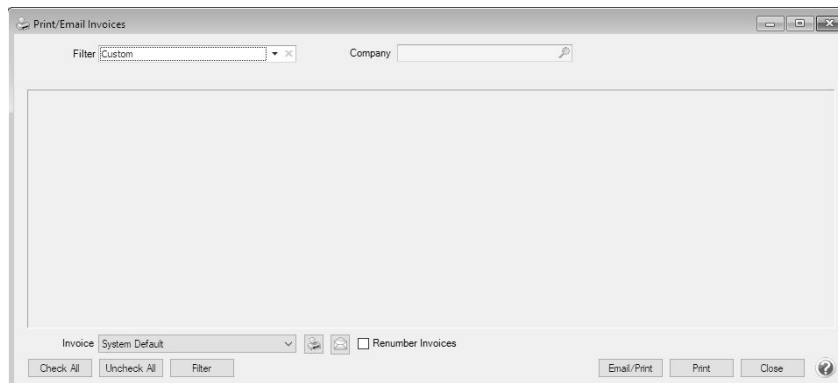 Print/Email Invoices
Filter Custom Company
Invoice System Default Renumber Invoices
Check All Uncheck All Filter Email/Print Print Close ?